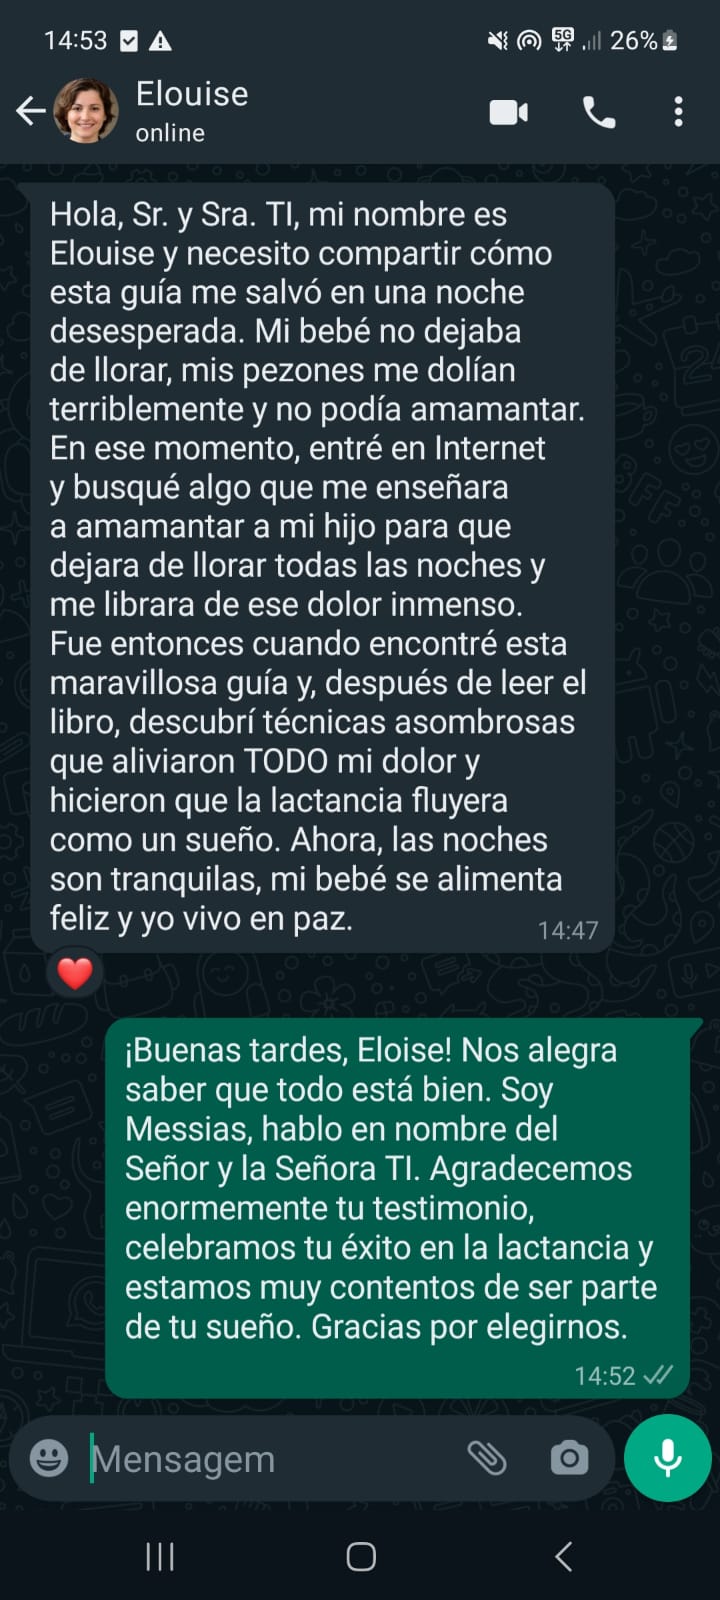 14:53
5G
26%
Elouise
online
Hola, Sr. y Sra. TI, mi nombre es
Elouise y necesito compartir cómo
esta guía me salvó en una noche
desesperada. Mi bebé no dejaba
de llorar, mis pezones me dolían
terriblemente y no podía amamantar.
En ese momento, entré en Internet
y busqué algo que me enseñara
a amamantar a mi hijo para que
dejara de llorar todas las noches y
me librara de ese dolor inmenso.
Fue entonces cuando encontré esta
maravillosa guía y, después de leer el
libro, descubrí técnicas asombrosas
que aliviaron TODO mi dolor y
hicieron que la lactancia fluyera
como un sueño. Ahora, las noches
son tranquilas, mi bebé se alimenta
feliz y yo vivo en paz.
14:47
¡Buenas tardes, Eloise! Nos alegra
saber que todo está bien. Soy
Messias, hablo en nombre del
Señor y la Señora TI. Agradecemos
enormemente tu testimonio,
celebramos tu éxito en la lactancia y
estamos muy contentos de ser parte
de tu sueño. Gracias por elegirnos.
14:52
Mensagem